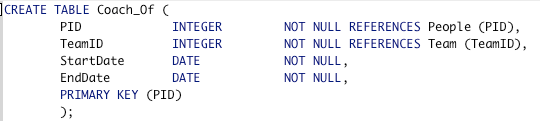 CREATE TABLE Coach_Of (
PID INTEGER NOT NULL REFERENCES People (PID),
TeamID INTEGER NOT NULL REFERENCES Team (TeamID),
StartDate DATE NOT NULL,
EndDate DATE NOT NULL,
PRIMARY KEY (PID)
);